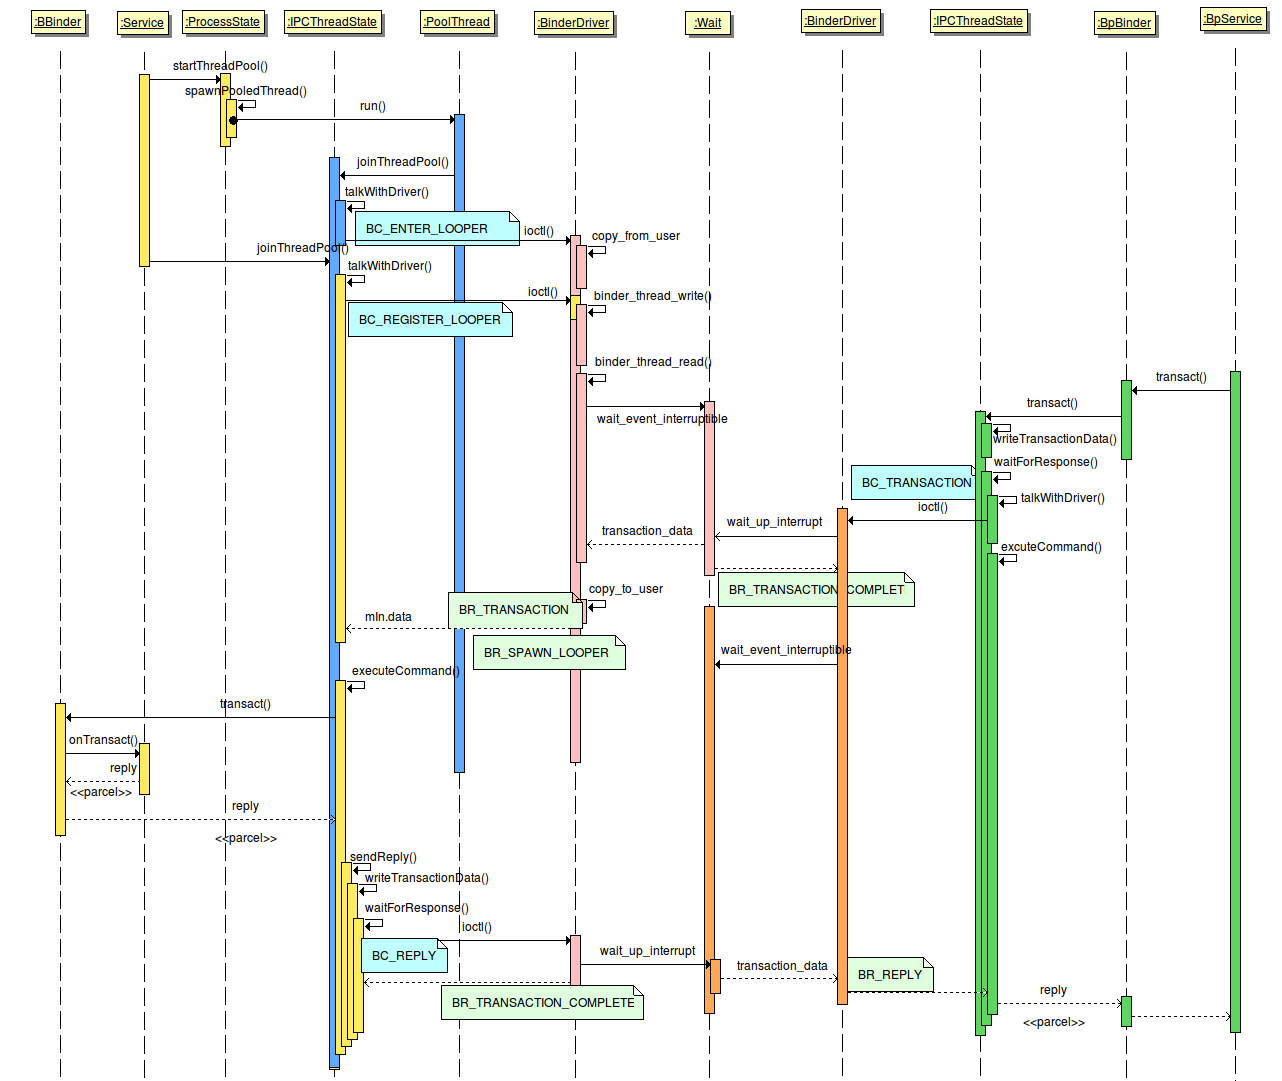 :BBinder
:Service
:ProcessState
:IPCThreadState
:PoolThread
:BinderDriver
:Wait
:BinderDriver
:IPCThreadState
:BpBinder
:BpService
startThreadPool()
spawnPooledThread()
run()
joinThreadPool()
talkWithDriver()
BC_ENTER_LOOPER
ioctl()
copy_from_user
joinThreadPool()
talkWithDriver()
ioctl()
binder_thread_write()
BC_REGISTER_LOOPER
binder_thread_read()
transact()
transact()
wait_event_interruptible
writeTransactionData()
waitForResponse()
BC_TRANSACTION
talkWithDriver()
ioctl()
wait_up_interrupt
transaction_data
excuteCommand()
copy_to_user
BR_TRANSACTION_COMPLET
BR_TRANSACTION
mIn.data
BR_SPAWN_LOOPER
wait_event_interruptible
executeCommand()
transact()
onTransact()
reply
<<parcel>>
reply
<<parcel>>
sendReply()
writeTransactionData()
waitForResponse()
ioctl()
BC_REPLY
wait_up_interrupt
transaction_data
BR_REPLY
reply
BR_TRANSACTION_COMPLETE
<<parcel>>